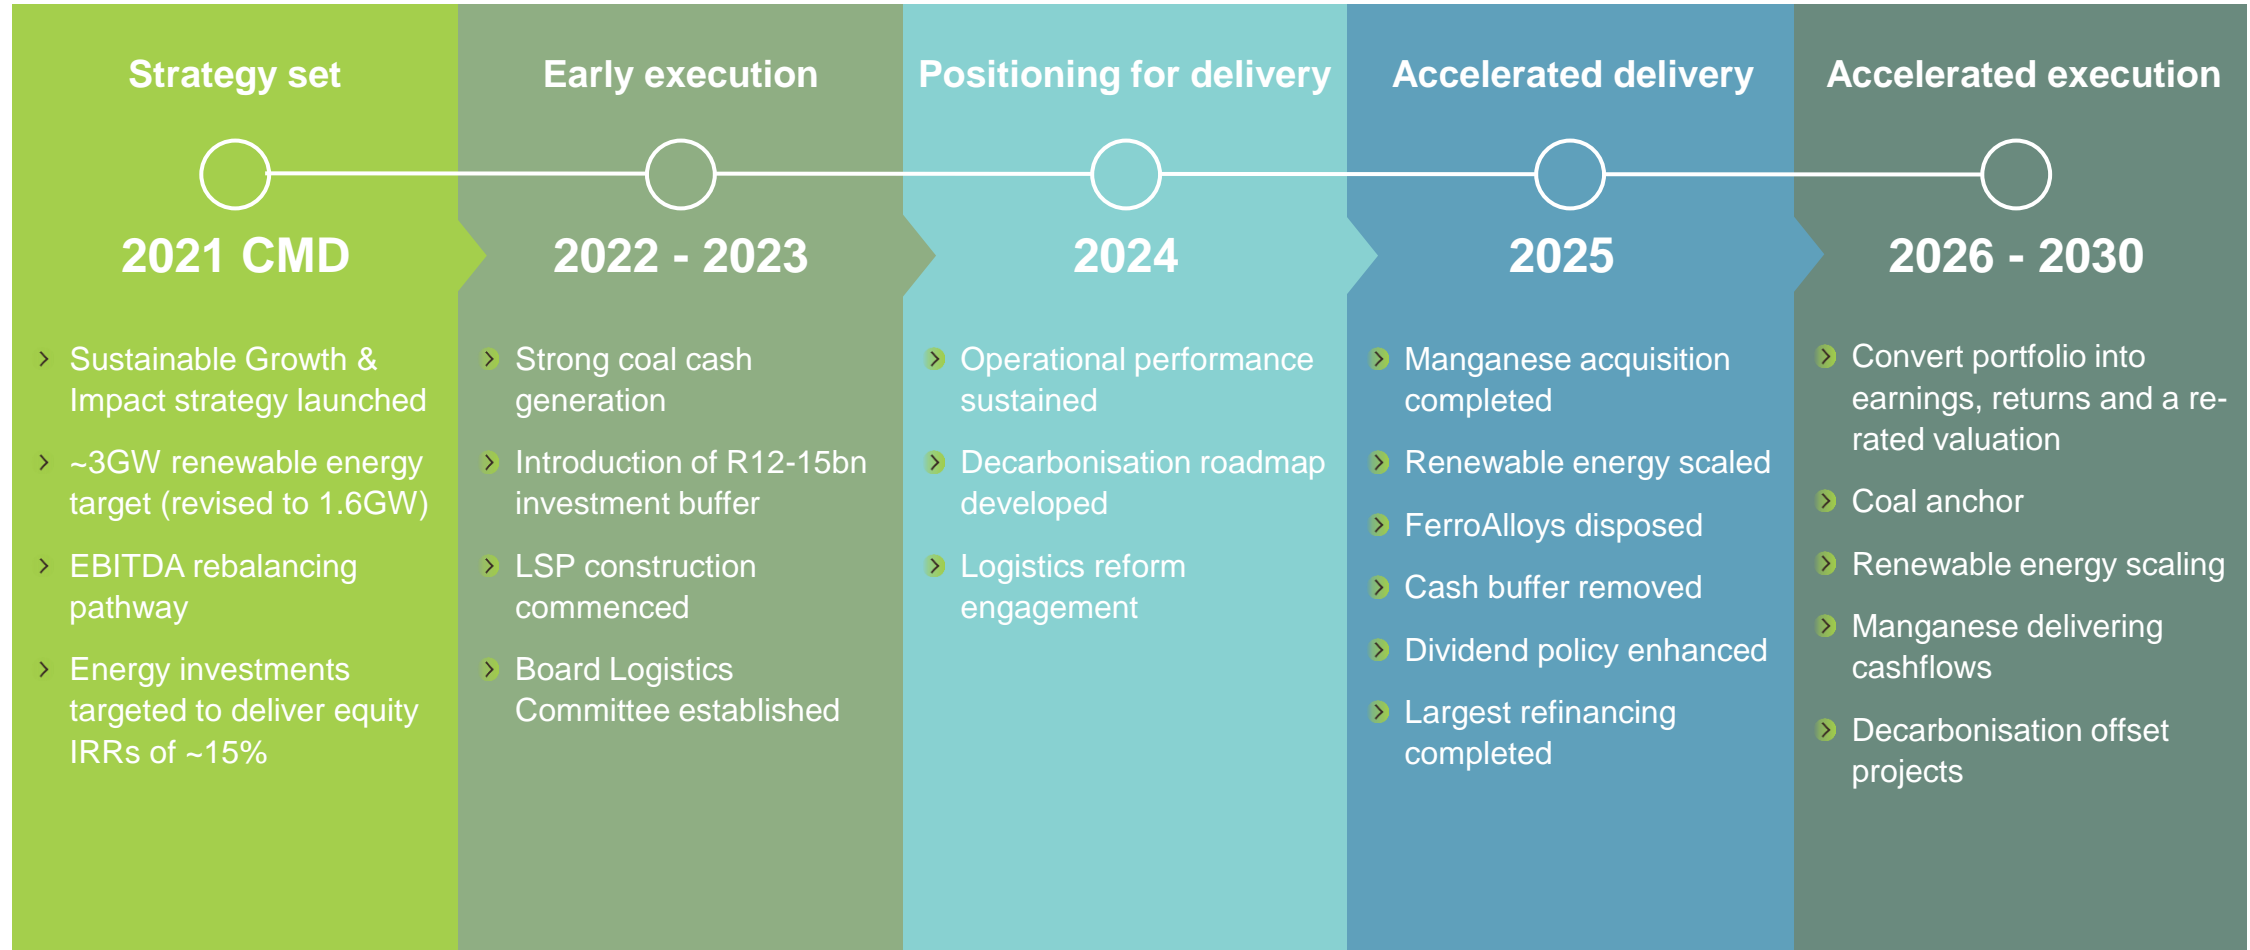 Strategy set
2021 CMD
Sustainable Growth &
Impact strategy launched
~3GW renewable energy
target (revised to 1.6GW)
EBITDA rebalancing
pathway
Energy investments
targeted to deliver equity
IRRs of ~15%
Early execution
2022 - 2023
Strong coal cash
generation
Introduction of R12-15bn
investment buffer
LSP construction
commenced
Board Logistics
Committee established
Positioning for delivery
2024
Operational performance
sustained
Decarbonisation roadmap
developed
Logistics reform
engagement
Accelerated delivery
2025
Manganese acquisition
completed
Renewable energy scaled
FerroAlloys disposed
Cash buffer removed
Dividend policy enhanced
Largest refinancing
completed
Accelerated execution
2026 - 2030
Convert portfolio into
earnings, returns and a re-
rated valuation
Coal anchor
Renewable energy scaling
Manganese delivering
cashflows
Decarbonisation offset
projects